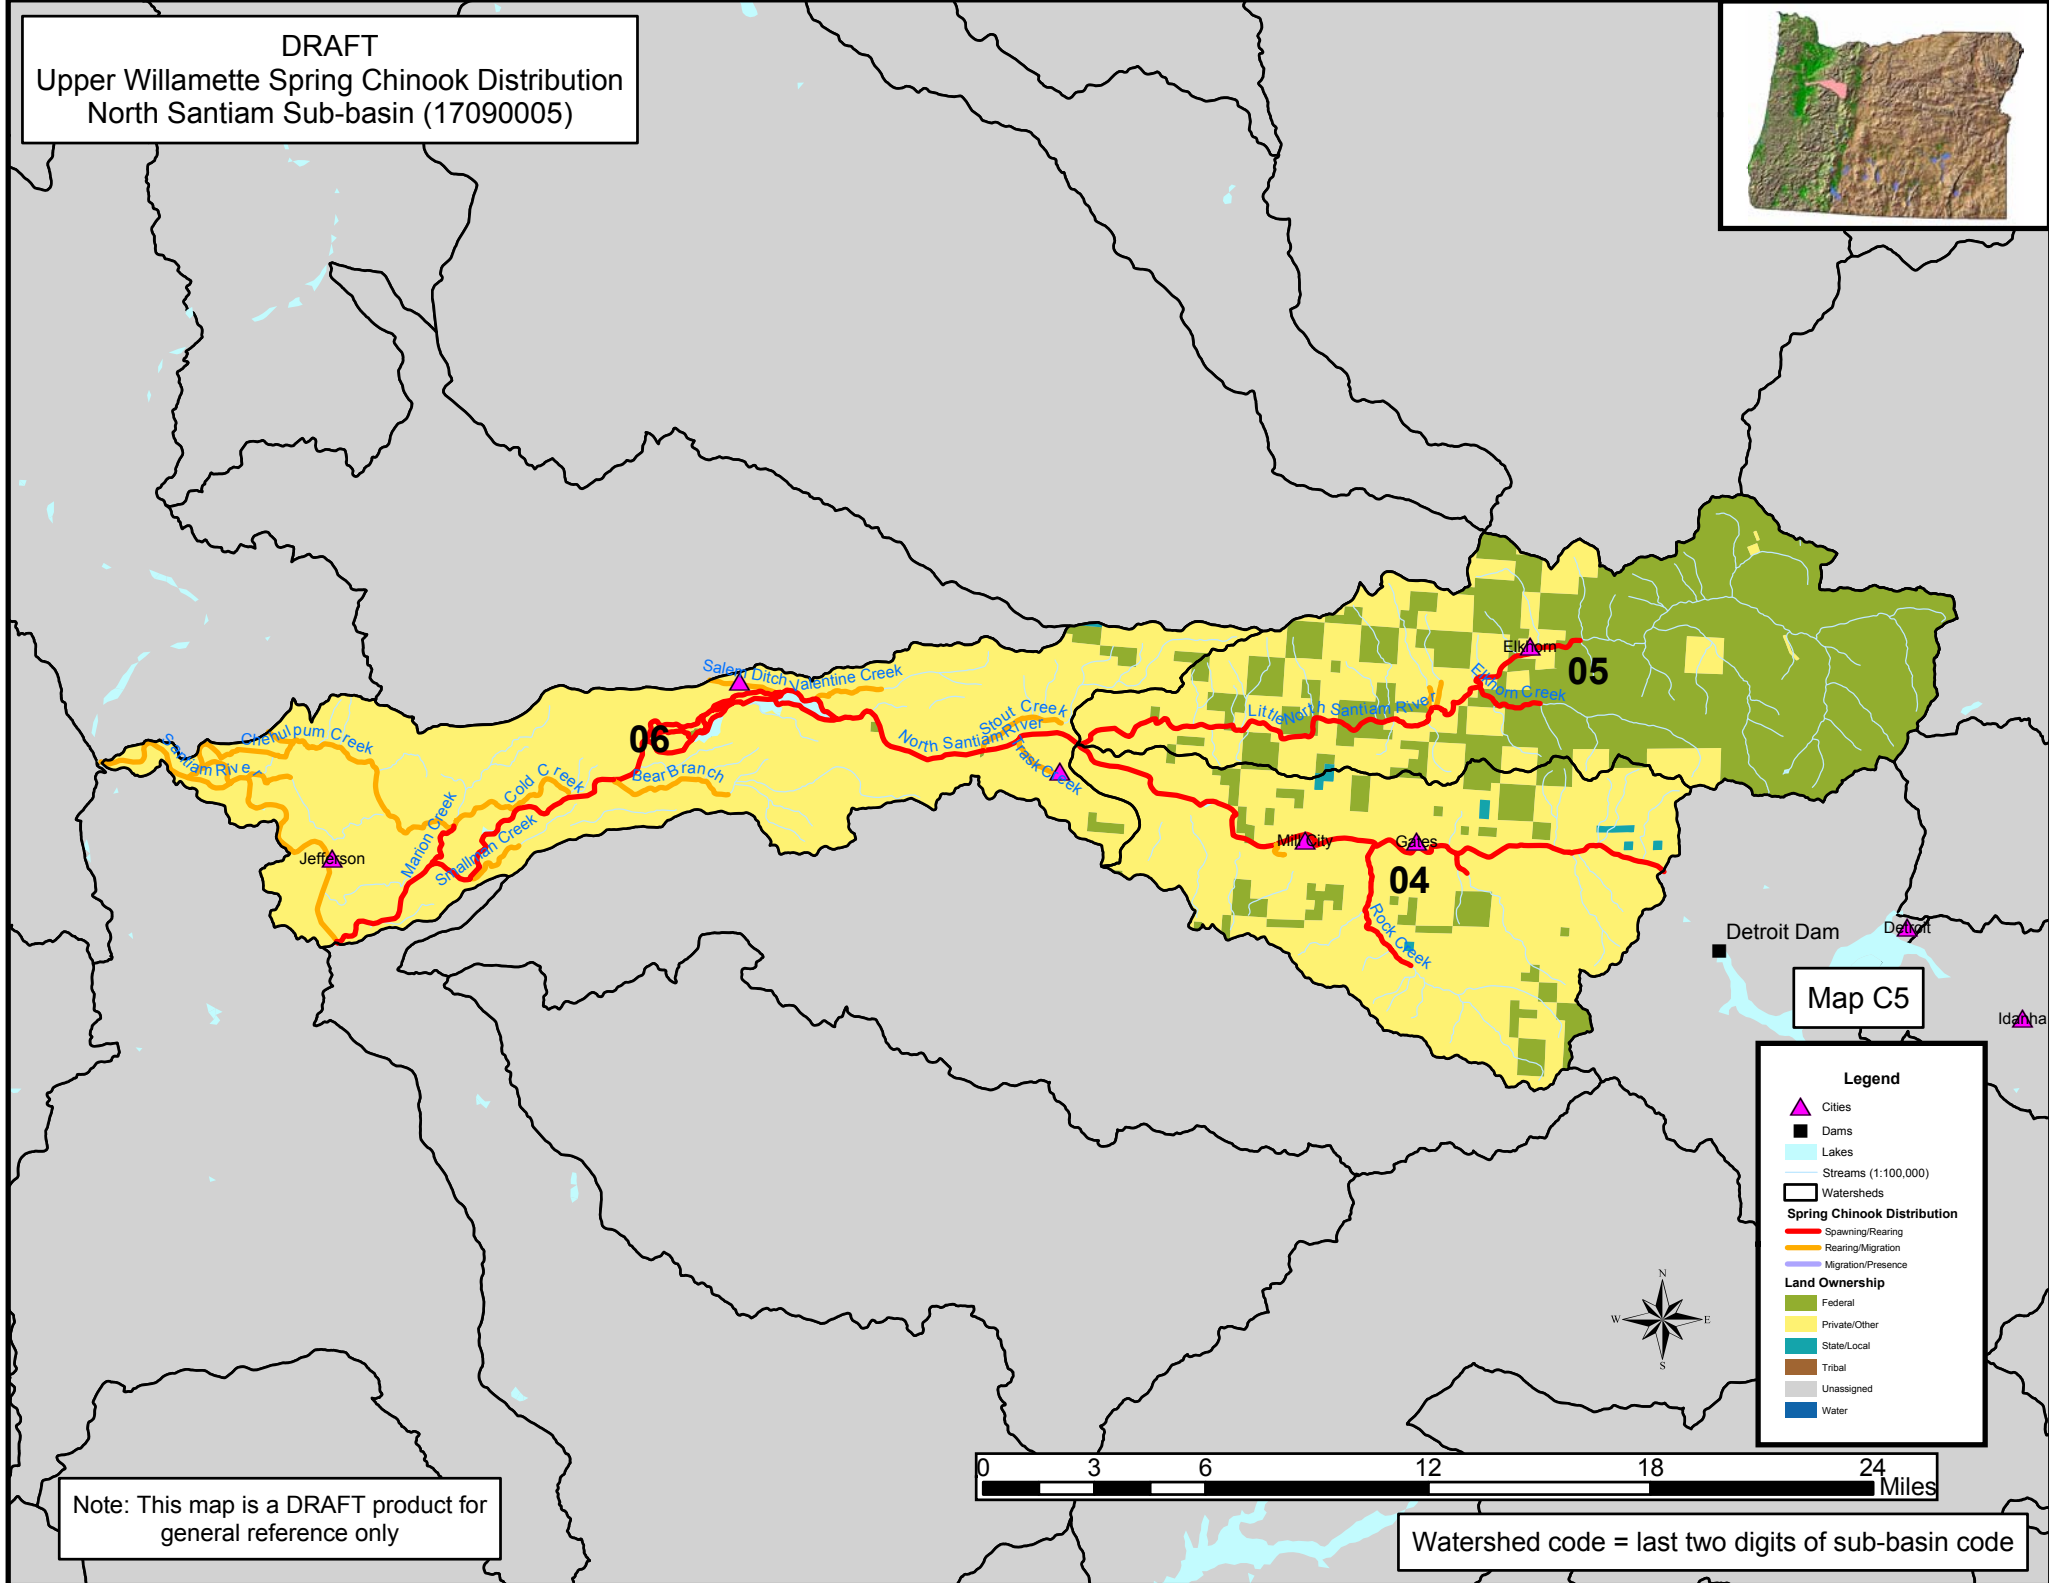 DRAFT
Upper Willamette Spring Chinook Distribution
North Santiam Sub-basin (17090005)
Salem Ditch
Valentine Creek
Chehulpum Creek
Santiam River
Cold Creek
Bear Branch
Marion Creek
Smallman Creek
Jefferson
06
Stout Creek
North Santiam River
Trask Creek
Little North Santiam River
Elkhorn
Elkhorn Creek
05
Mill City
Gates
04
Rock Creek
Detroit Dam
Detroit
Idanha
Map C5
Legend
Cities
Dams
Lakes
Streams (1:100,000)
Watersheds
Spring Chinook Distribution
Spawning/Rearing
Rearing/Migration
Migration/Presence
Land Ownership
Federal
Private/Other
State/Local
Tribal
Unassigned
Water
N
W E
S
0 3 6 12 18 24
Miles
Note: This map is a DRAFT product for
general reference only
Watershed code = last two digits of sub-basin code